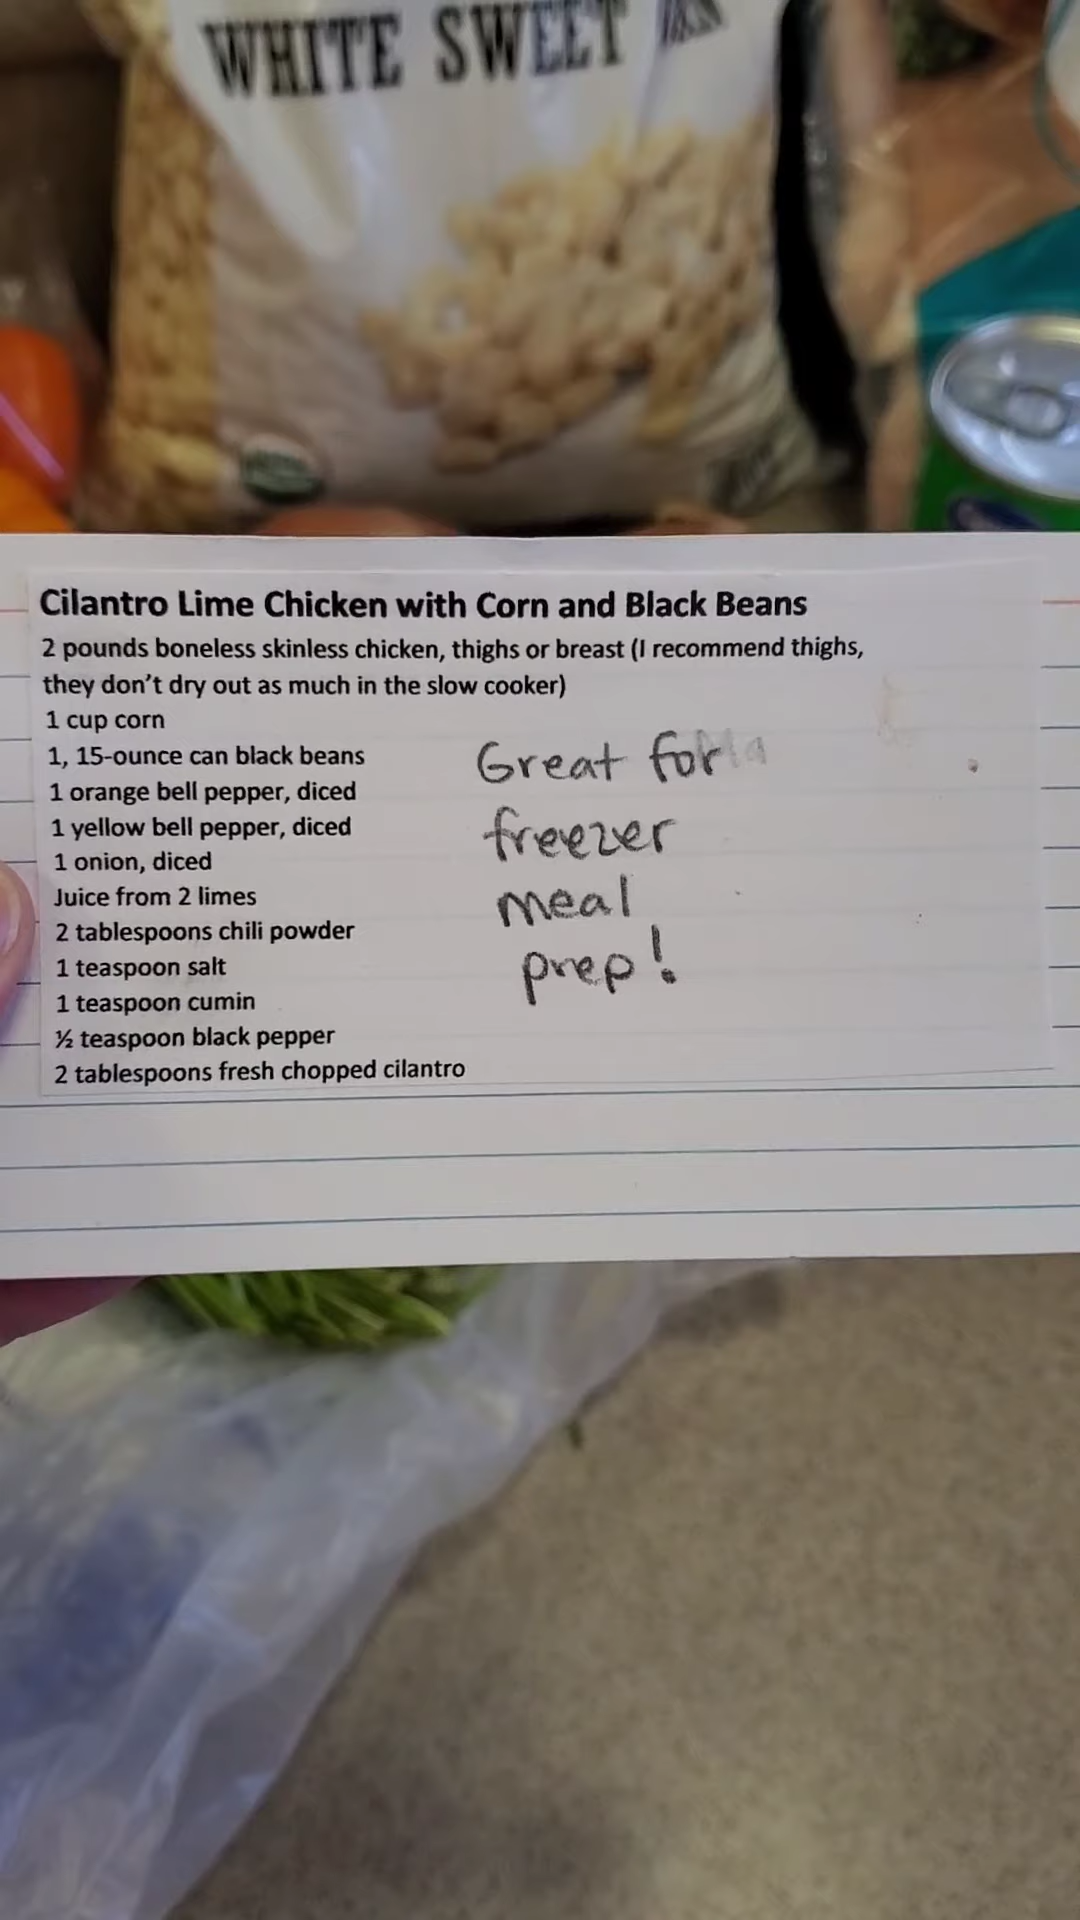 WHITE SWEET
Cilantro Lime Chicken with Corn and Black Beans
2 pounds boneless skinless chicken, thighs or breast (I recommend thighs,
they don't dry out as much in the slow cooker)
1 cup corn
1, 15-ounce can black beans
1 orange bell pepper, diced
1 yellow bell pepper, diced
1 onion, diced
Juice from 2 limes
2 tablespoons chili powder
1 teaspoon salt
1 teaspoon cumin
½ teaspoon black pepper
2 tablespoons fresh chopped cilantro
Great for
freezer
meal
prep!